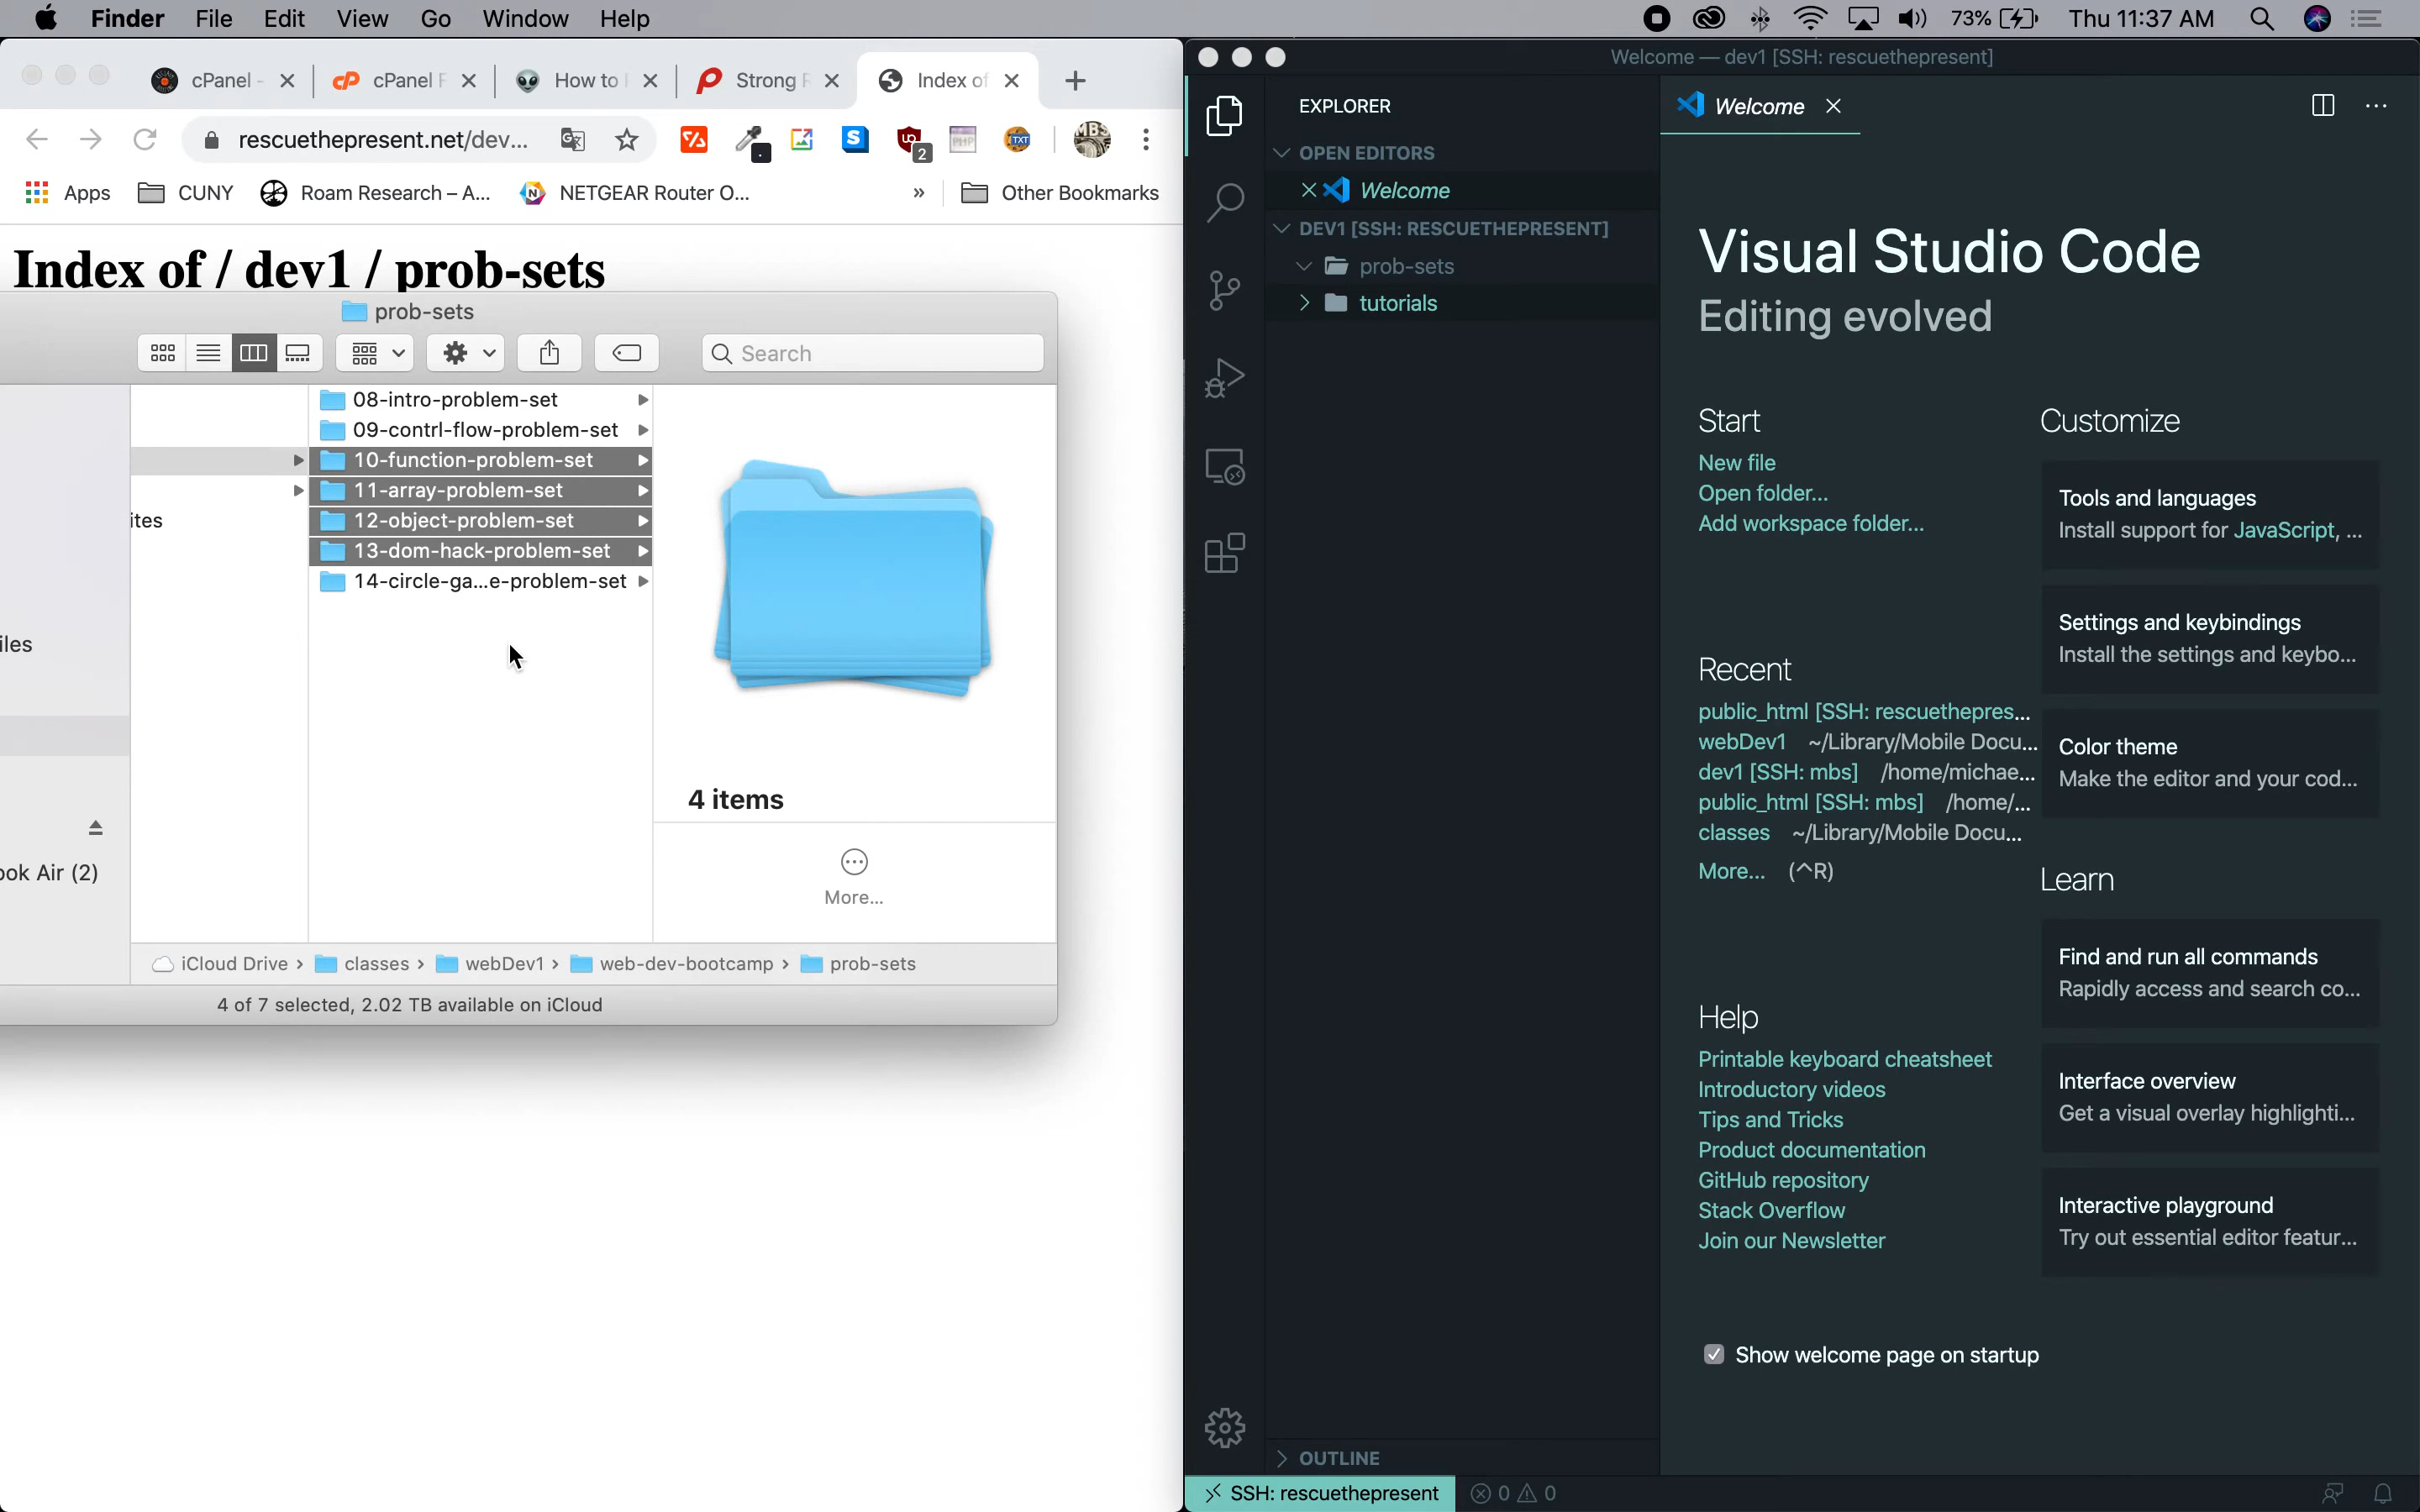 Finder File Edit View Go Window Help
73% Thu 11:37 AM
cPanel - cPanel F How to Strong F Index of
rescuethepresent.net/dev...
2
TXT
Apps CUNY Roam Research – A... NETGEAR Router O... » Other Bookmarks
Index of / dev1 / prob-sets
prob-sets
Search
08-intro-problem-set
09-contrl-flow-problem-set
10-function-problem-set
11-array-problem-set
12-object-problem-set
13-dom-hack-problem-set
14-circle-ga...e-problem-set
ites
iles
ook Air (2)
4 items
More...
iCloud Drive › classes › webDev1 › web-dev-bootcamp › prob-sets
4 of 7 selected, 2.02 TB available on iCloud
Welcome — dev1 [SSH: rescuethepresent]
EXPLORER
OPEN EDITORS
Welcome
DEV1 [SSH: RESCUETHEPRESENT]
prob-sets
tutorials
OUTLINE
Welcome
Visual Studio Code
Editing evolved
Start
New file
Open folder...
Add workspace folder...
Recent
public_html [SSH: rescuethepres...
webDev1 ~/Library/Mobile Docu...
dev1 [SSH: mbs] /home/michae...
public_html [SSH: mbs] /home/...
classes ~/Library/Mobile Docu...
More... (^R)
Help
Printable keyboard cheatsheet
Introductory videos
Tips and Tricks
Product documentation
GitHub repository
Stack Overflow
Join our Newsletter
Customize
Tools and languages
Install support for JavaScript, ...
Settings and keybindings
Install the settings and keybo...
Color theme
Make the editor and your cod...
Learn
Find and run all commands
Rapidly access and search co...
Interface overview
Get a visual overlay highlighti...
Interactive playground
Try out essential editor featur...
Show welcome page on startup
SSH: rescuethepresent 0 0